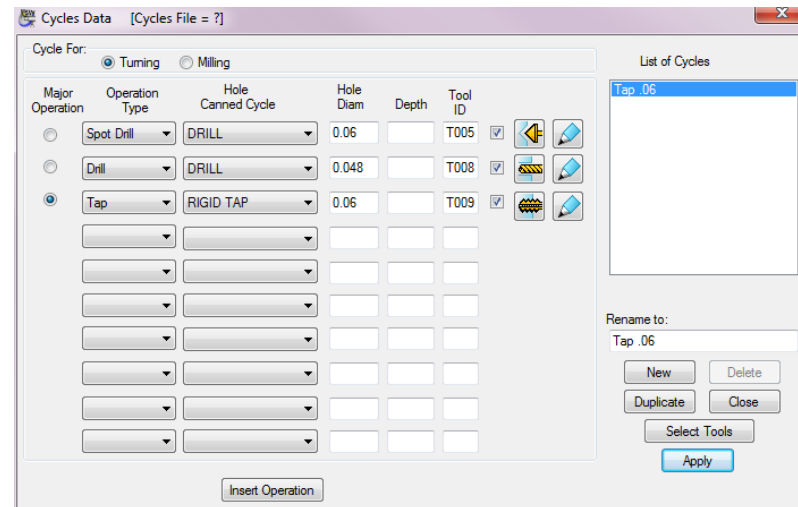 Cycles Data [Cycles File = ?]
Cycle For:
Turning Milling
List of Cycles
Major Operation
Operation Type
Hole Canned Cycle
Hole Diam
Depth
Tool ID
Spot Drill DRILL 0.06 T005
Drill DRILL 0.048 T008
Tap RIGID TAP 0.06 T009
Tap .06
Rename to:
Tap .06
New Delete
Duplicate Close
Select Tools
Apply
Insert Operation